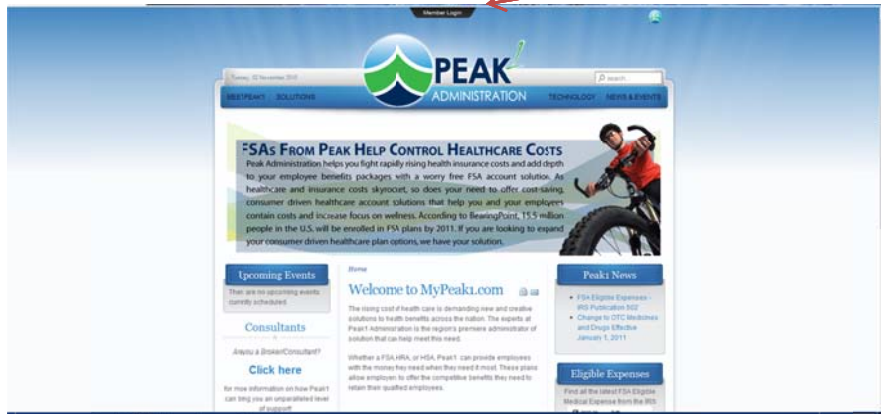 Member Login
Tuesday, 02 November 2010
PEAK1
ADMINISTRATION
search...
MEETPEAK1 SOLUTIONS
TECHNOLOGY NEWS & EVENTS
FSAS FROM PEAK HELP CONTROL HEALTHCARE COSTS
Peak Administration helps you fight rapidly rising health insurance costs and add depth
to your employee benefits packages with a worry free FSA account solution. As
healthcare and insurance costs skyrocket, so does your need to offer cost-saving,
consumer driven healthcare account solutions that help you and your employees
contain costs and increase focus on wellness. According to BearingPoint, 15.5 million
people in the U.S. will be enrolled in FSA plans by 2011. If you are looking to expand
your consumer driven healthcare plan options, we have your solution.
Upcoming Events
There are no upcoming events
currently scheduled
Consultants
Are you a Broker/Consultant?
Click here
for more information on how Peak1
can bring you an unparalleled level
of support!
Home
Welcome to MyPeak1.com
The rising cost if health care is demanding new and creative
solutions to health benefits across the nation. The experts at
Peak1 Administration is the region's premiere administrator of
solution that can help meet this need.
Whether a FSA, HRA, or HSA, Peak1 can provide employees
with the money they need when they need it most. These plans
allow employers to offer the competitive benefits they need to
retain their qualified employees.
Peak1 News
FSA Eligible Expenses -
IRS Publication 502
Change to OTC Medicines
and Drugs Effective
January 1, 2011
Eligible Expenses
Find all the latest FSA Eligible
Medical Expense from the IRS